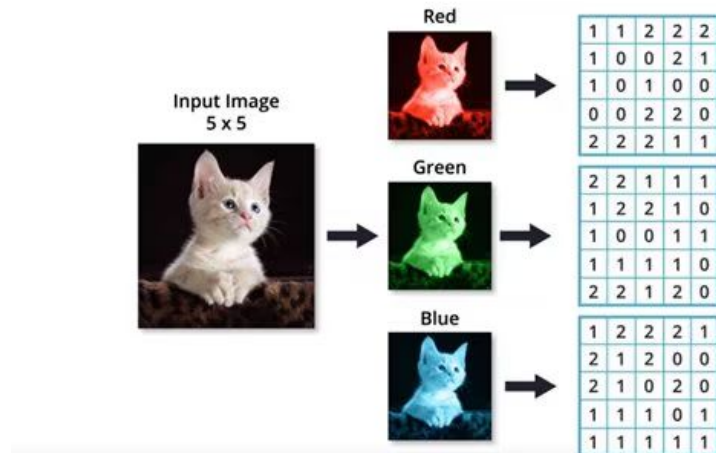 Input Image
5 x 5
Red
1 1 2 2 2
1 0 0 2 1
1 0 1 0 0
0 0 2 2 0
2 2 2 1 1
Green
2 2 1 1 1
1 2 2 1 0
1 0 0 1 1
1 1 1 1 0
2 2 1 2 0
Blue
1 2 2 2 1
2 1 2 0 0
2 1 0 2 0
1 1 1 0 1
1 1 1 1 1